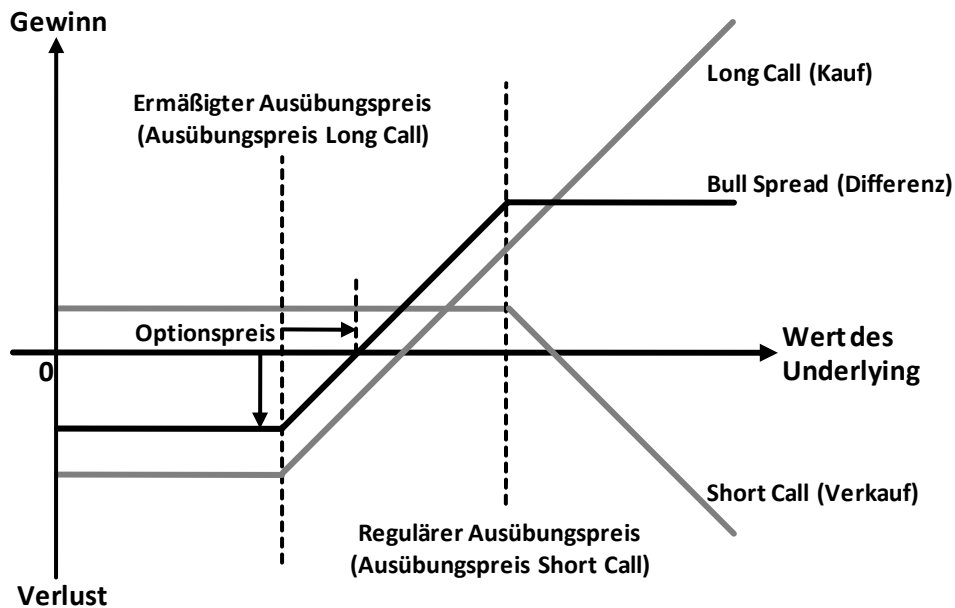 Gewinn
Long Call (Kauf)
Ermäßigter Ausübungspreis
(Ausübungspreis Long Call)
Bull Spread (Differenz)
Optionspreis
Wert des
Underlying
0
Short Call (Verkauf)
Regulärer Ausübungspreis
(Ausübungspreis Short Call)
Verlust